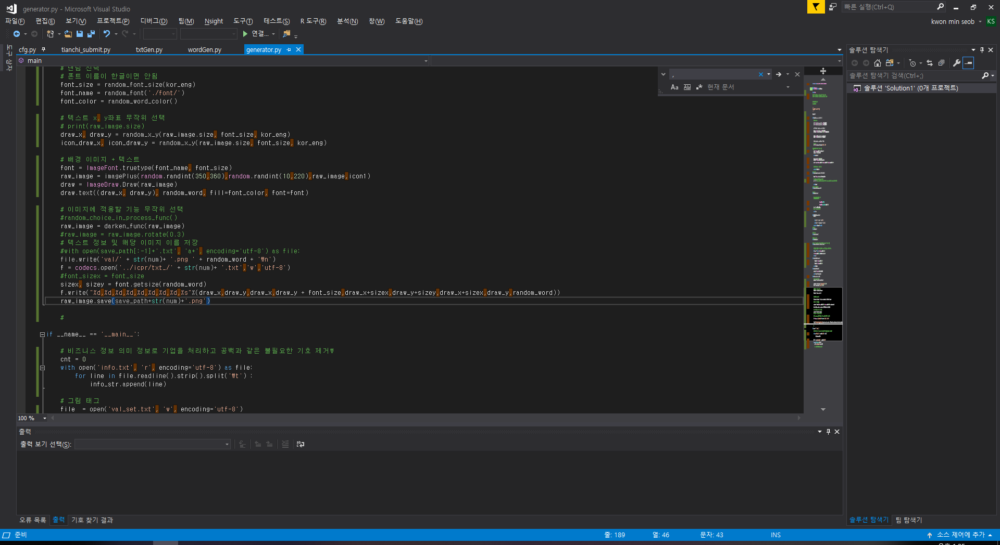 generator.py - Microsoft Visual Studio
빠른 실행(Ctrl+Q)
파일(F) 편집(E) 보기(V) 프로젝트(P) 디버그(D) 팀(M) Nsight 도구(T) 테스트(S) R 도구(R) 분석(N) 창(W) 도움말(H)
kwon min seob KS
연결...
도구 상자
cfg.py tianchi_submit.py txtGen.py wordGen.py generator.py
main
# 랜덤 선택
# 폰트 이름이 한글이면 안됨
font_size = random_font_size(kor_eng)
font_name = random_font('./font/')
font_color = random_word_color()
# 텍스트 x, y좌표 무작위 선택
# print(raw_image.size)
draw_x, draw_y = random_x_y(raw_image.size, font_size, kor_eng)
icon_draw_x, icon_draw_y = random_x_y(raw_image.size, font_size, kor_eng)
# 배경 이미지 + 텍스트
font = ImageFont.truetype(font_name, font_size)
raw_image = imagePlus(random.randint(350,360),random.randint(10,220),raw_image,icon1)
draw = ImageDraw.Draw(raw_image)
draw.text((draw_x, draw_y), random_word, fill=font_color, font=font)
# 이미지에 적용할 기능 무작위 선택
#random_choice_in_process_func()
raw_image = darken_func(raw_image)
#raw_image = raw_image.rotate(0.3)
# 텍스트 정보 및 해당 이미지 이름 저장
#with open(save_path[:-1]+'.txt', 'a+', encoding='utf-8') as file:
file.write('val/' + str(num)+ '.png ' + random_word + '₩n')
f = codecs.open('../icpr/txt_/' + str(num)+ '.txt','w','utf-8')
#font_sizex = font_size
sizex, sizey = font.getsize(random_word)
f.write("%d,%d,%d,%d,%d,%d,%d,%d,%s"%(draw_x,draw_y,draw_x,draw_y + font_size,draw_x+sizex,draw_y+sizey,draw_x+sizex,draw_y,random_word))
raw_image.save(save_path+str(num)+'.png')
#
if __name__ == '__main__':
# 비즈니스 정보 의미 정보로 기업을 처리하고 공백과 같은 불필요한 기호 제거₩
cnt = 0
with open('info.txt', 'r', encoding='utf-8') as file:
for line in file.readline().strip().split('₩t') :
info_str.append(line)
# 그림 태그
file  = open('val_set.txt', 'w', encoding='utf-8')
,
Aa Ab .* 현재 문서
솔루션 탐색기
솔루션 탐색기 검색(Ctrl+;)
솔루션 'Solution1' (0개 프로젝트)
100 %
출력
출력 보기 선택(S):
오류 목록 출력 기호 찾기 결과
솔루션 탐색기 팀 탐색기
준비 줄: 189 열: 46 문자: 43 INS 소스 제어에 추가